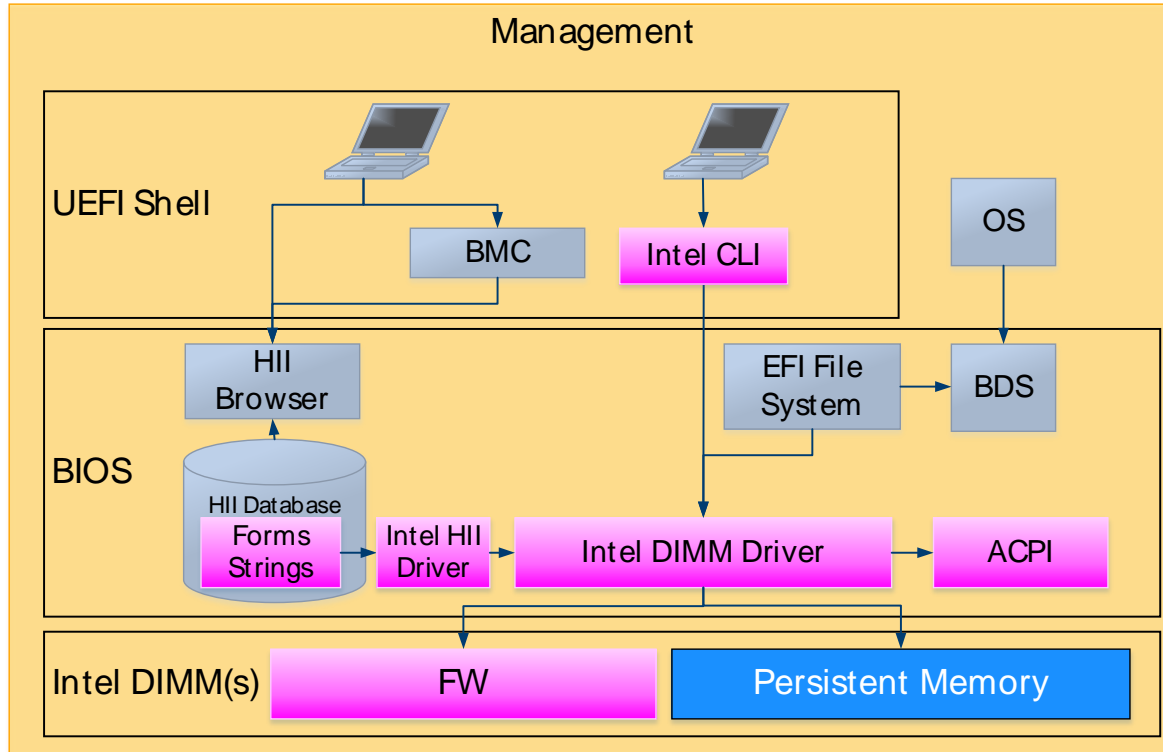 Management
UEFI Shell
BMC
Intel CLI
OS
HII
Browser
EFI File
System
BDS
BIOS
HII Database
Forms
Strings
Intel HII
Driver
Intel DIMM Driver
ACPI
Intel DIMM(s)
FW
Persistent Memory